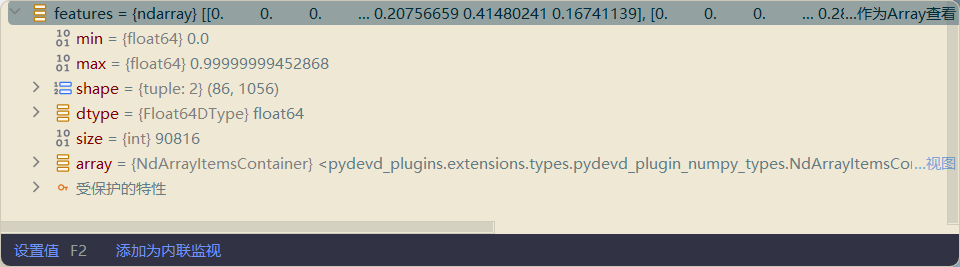 features = {ndarray} [[0. 0. 0. ... 0.20756659 0.41480241 0.16741139], [0. 0. 0. ... 0.28...作为Array查看
min = {float64} 0.0
max = {float64} 0.99999999452868
shape = {tuple: 2} (86, 1056)
dtype = {Float64DType} float64
size = {int} 90816
array = {NdArrayItemsContainer} <pydevd_plugins.extensions.types.pydevd_plugin_numpy_types.NdArrayItemsCo...视图
受保护的特性
设置值 F2 添加为内联监视